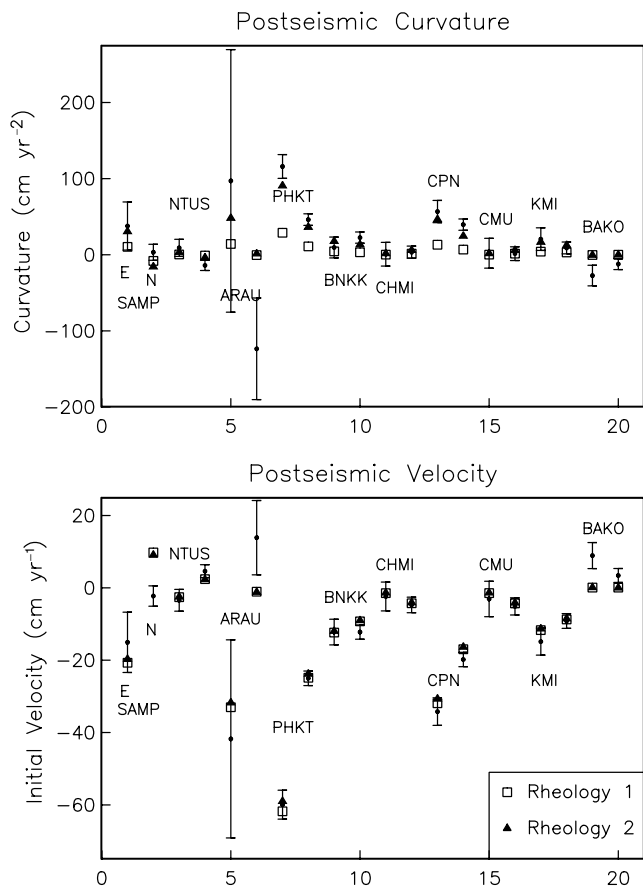 Postseismic Curvature
Curvature (cm yr⁻²)
200
100
0
−100
−200
E
N
SAMP
NTUS
ARAU
PHKT
BNKK
CHMI
CPN
CMU
KMI
BAKO
0 5 10 15 20
Postseismic Velocity
Initial Velocity (cm yr⁻¹)
20
0
−20
−40
−60
E
N
SAMP
NTUS
ARAU
PHKT
BNKK
CHMI
CPN
CMU
KMI
BAKO
Rheology 1
Rheology 2
0 5 10 15 20